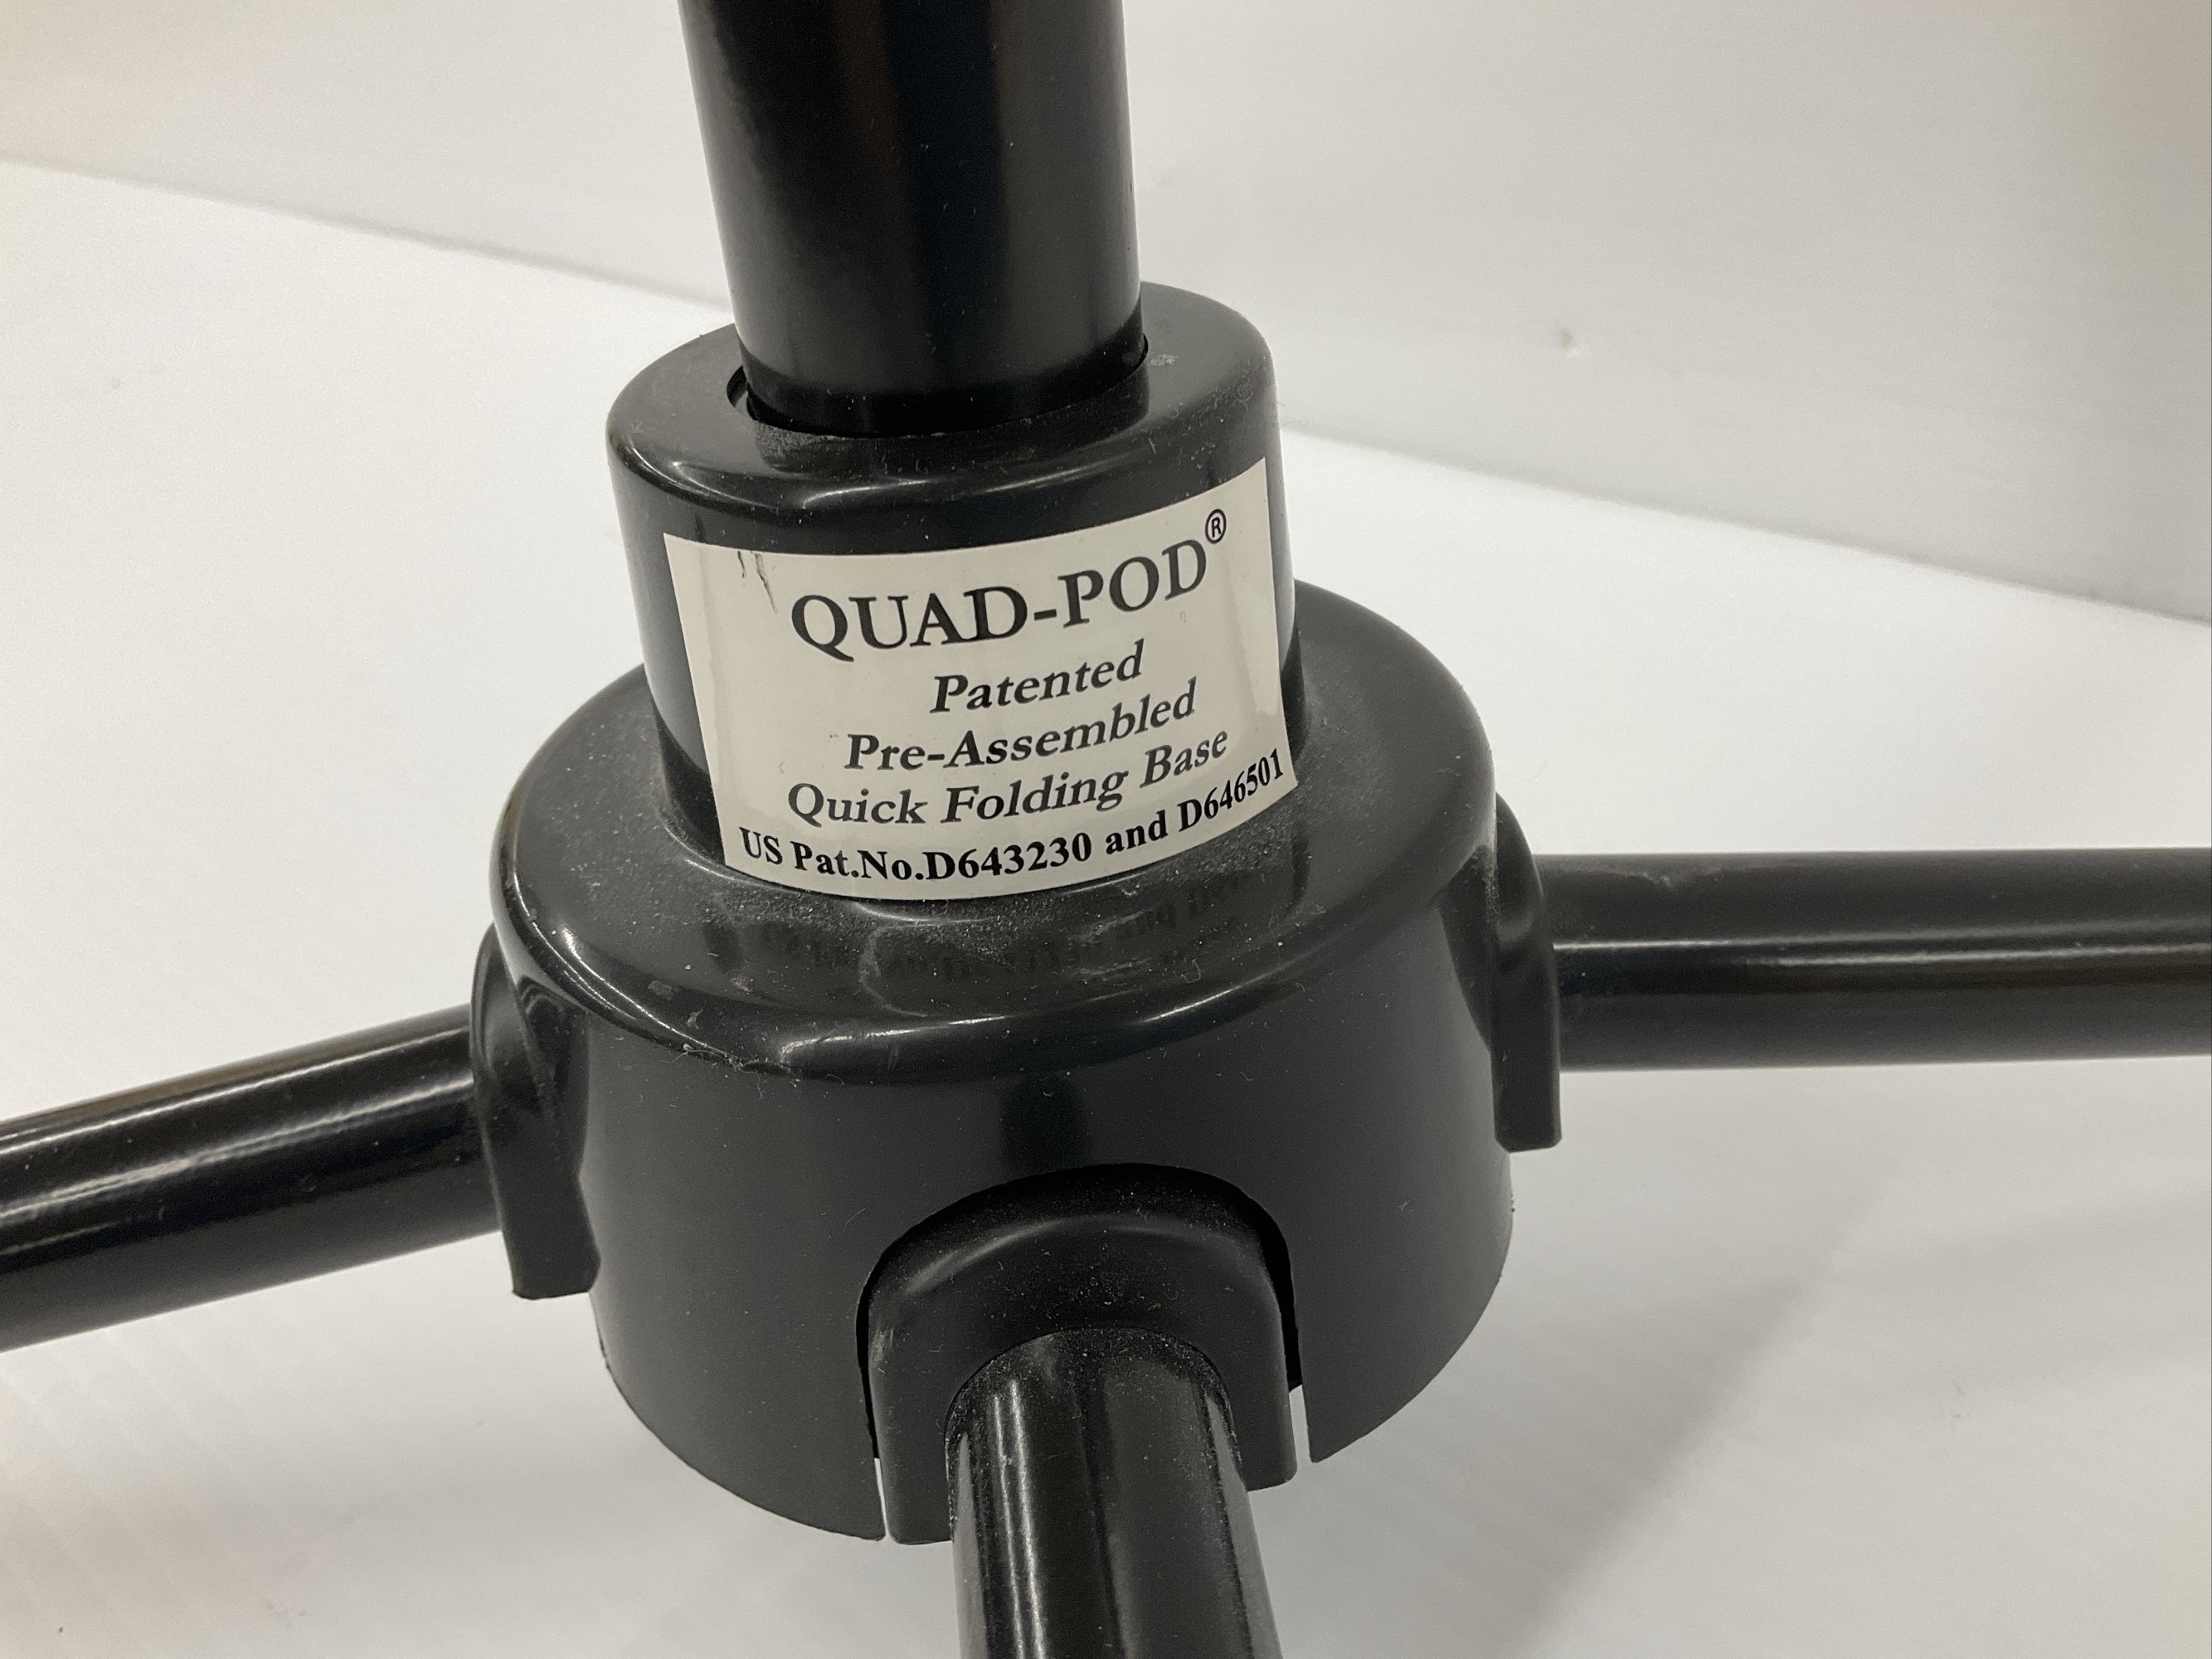 QUAD-POD®
Patented
Pre-Assembled
Quick Folding Base
US Pat.No.D643230 and D646501